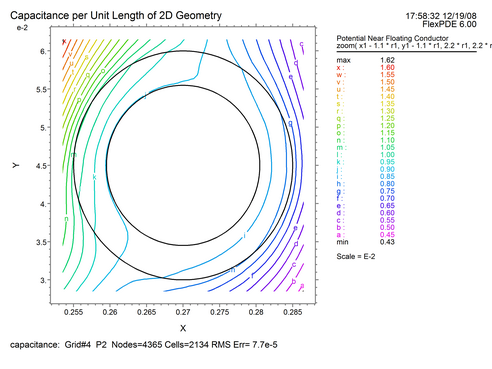 Capacitance per Unit Length of 2D Geometry
17:58:32 12/19/08
FlexPDE 6.00
e-2
Potential Near Floating Conductor
zoom( x1 - 1.1 * r1, y1 - 1.1 * r1, 2.2 * r1, 2.2 * r
max 1.62
x : 1.60
w : 1.55
v : 1.50
u : 1.45
t : 1.40
s : 1.35
r : 1.30
q : 1.25
p : 1.20
o : 1.15
n : 1.10
m : 1.05
l : 1.00
k : 0.95
j : 0.90
i : 0.85
h : 0.80
g : 0.75
f : 0.70
e : 0.65
d : 0.60
c : 0.55
b : 0.50
a : 0.45
min 0.43
Scale = E-2
6.
5.5
5.
4.5
4.
3.5
3.
Y
0.255 0.26 0.265 0.27 0.275 0.28 0.285
X
capacitance: Grid#4 P2 Nodes=4365 Cells=2134 RMS Err= 7.7e-5